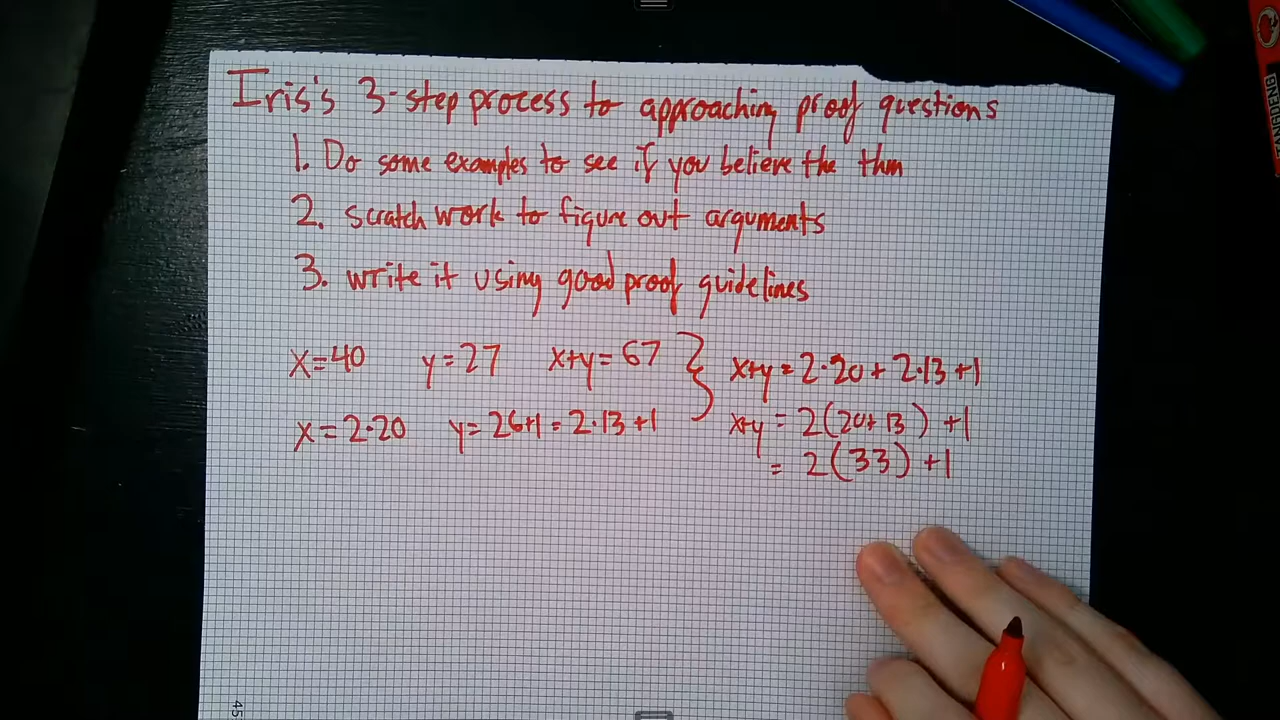 Iris's 3-step process to approaching proof questions
1. Do some examples to see if you believe the thm
2. scratch work to figure out arguments
3. write it using good proof guidelines
x=40 y=27 x+y=67 } x+y=2·20+2·13+1
x=2·20 y=26+1=2·13+1 x+y=2(20+13)+1
=2(33)+1